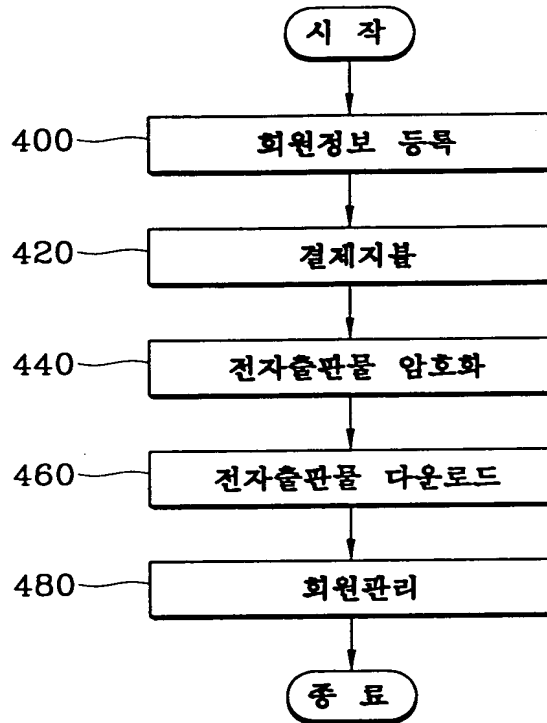 시 작
400 회원정보 등록
420 결제지불
440 전자출판물 암호화
460 전자출판물 다운로드
480 회원관리
종 료